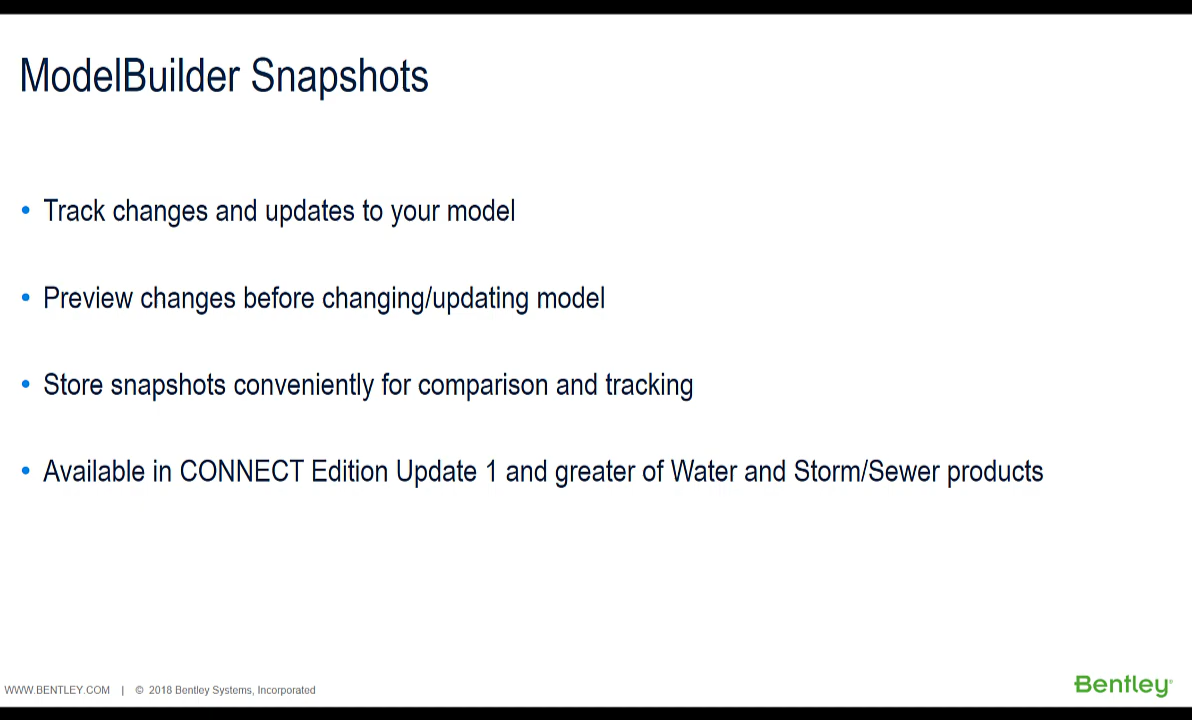 ModelBuilder Snapshots
• Track changes and updates to your model
• Preview changes before changing/updating model
• Store snapshots conveniently for comparison and tracking
• Available in CONNECT Edition Update 1 and greater of Water and Storm/Sewer products
WWW.BENTLEY.COM | © 2018 Bentley Systems, Incorporated
Bentley®